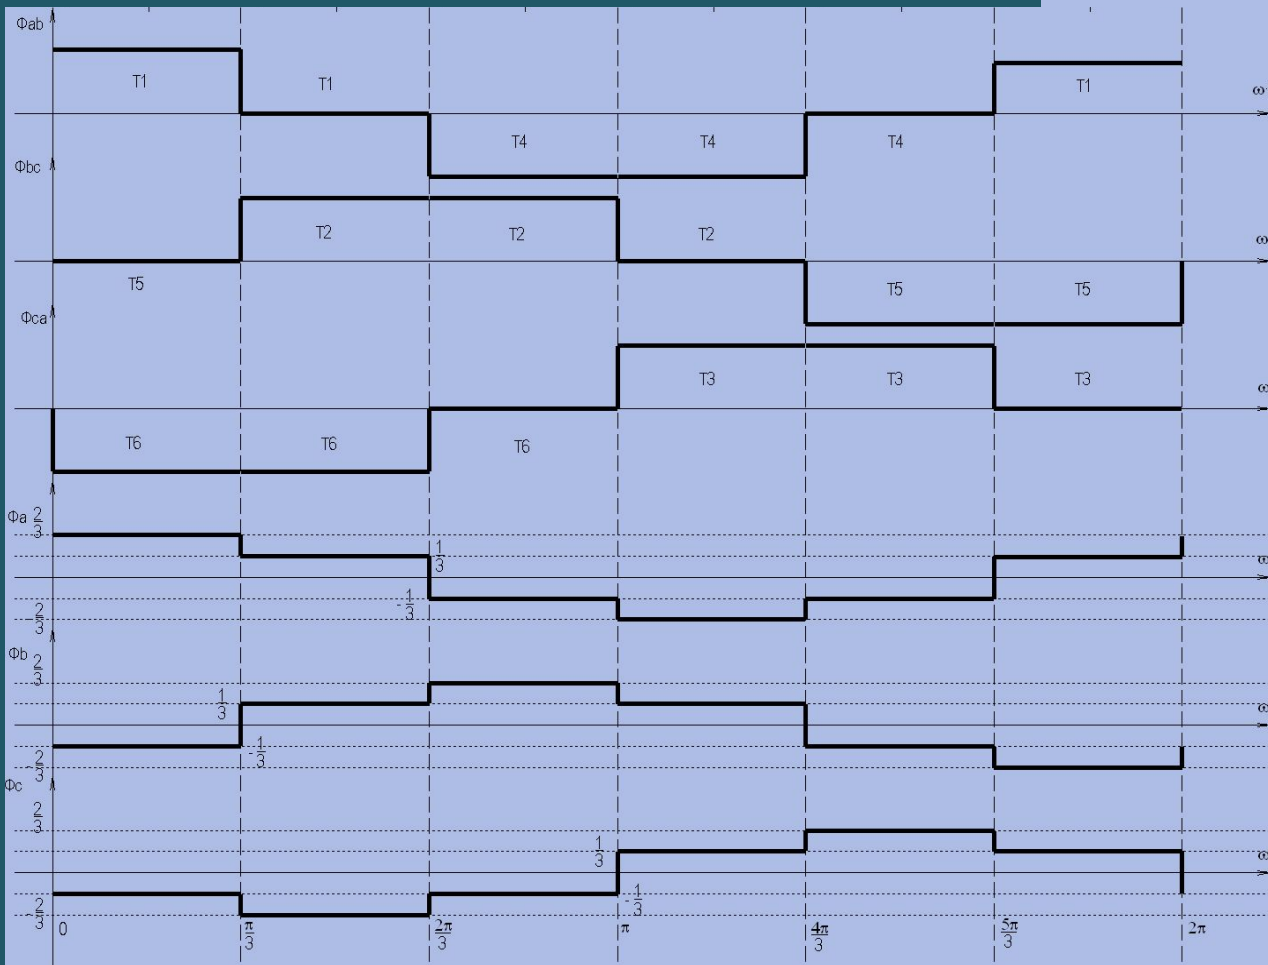 Φab
T1 T1 T1
ω
T4 T4 T4
Φbc
T2 T2 T2
ω
T5 T5 T5
Φca
T3 T3 T3
ω
T6 T6 T6
Φa 2/3
1/3
ω
-1/3
-2/3
Φb
2/3
1/3
ω
-1/3
-2/3
Φc
2/3
1/3
ω
-1/3
-2/3
0 π/3 2π/3 π 4π/3 5π/3 2π